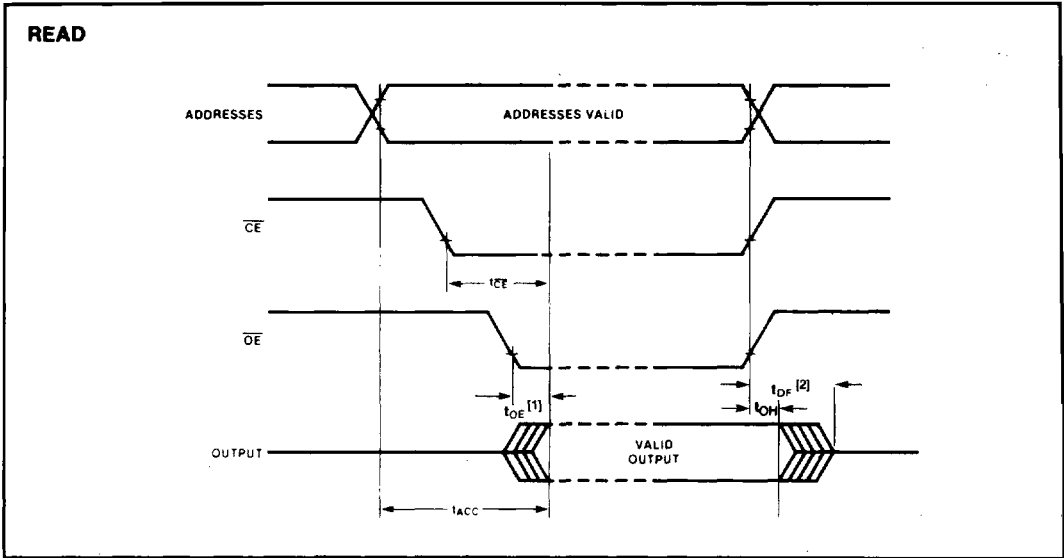 READ
ADDRESSES
ADDRESSES VALID
CE
tCE
OE
tOE [1]
tDF [2]
tOH
OUTPUT
VALID
OUTPUT
tACC